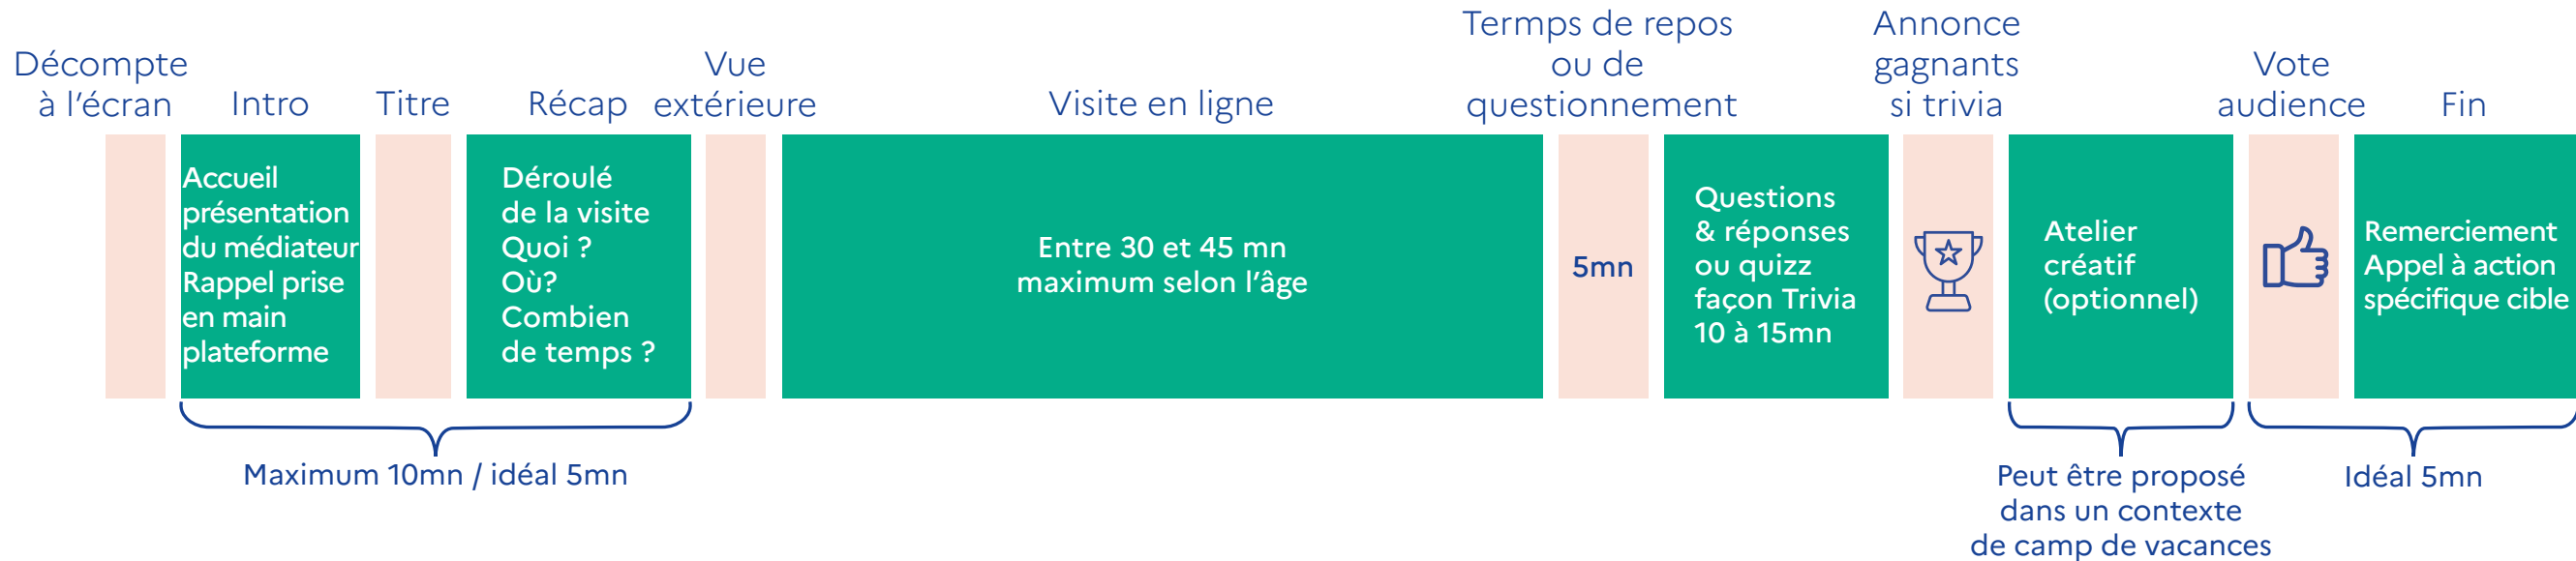 Décompte
à l'écran
Intro
Titre
Récap
Vue
extérieure
Visite en ligne
Termps de repos
ou de
questionnement
Annonce
gagnants
si trivia
Vote
audience
Fin
Accueil
présentation
du médiateur
Rappel prise
en main
plateforme
Déroulé
de la visite
Quoi ?
Où?
Combien
de temps ?
Entre 30 et 45 mn
maximum selon l'âge
5mn
Questions
& réponses
ou quizz
façon Trivia
10 à 15mn
Atelier
créatif
(optionnel)
Remerciement
Appel à action
spécifique cible
Maximum 10mn / idéal 5mn
Peut être proposé
dans un contexte
de camp de vacances
Idéal 5mn